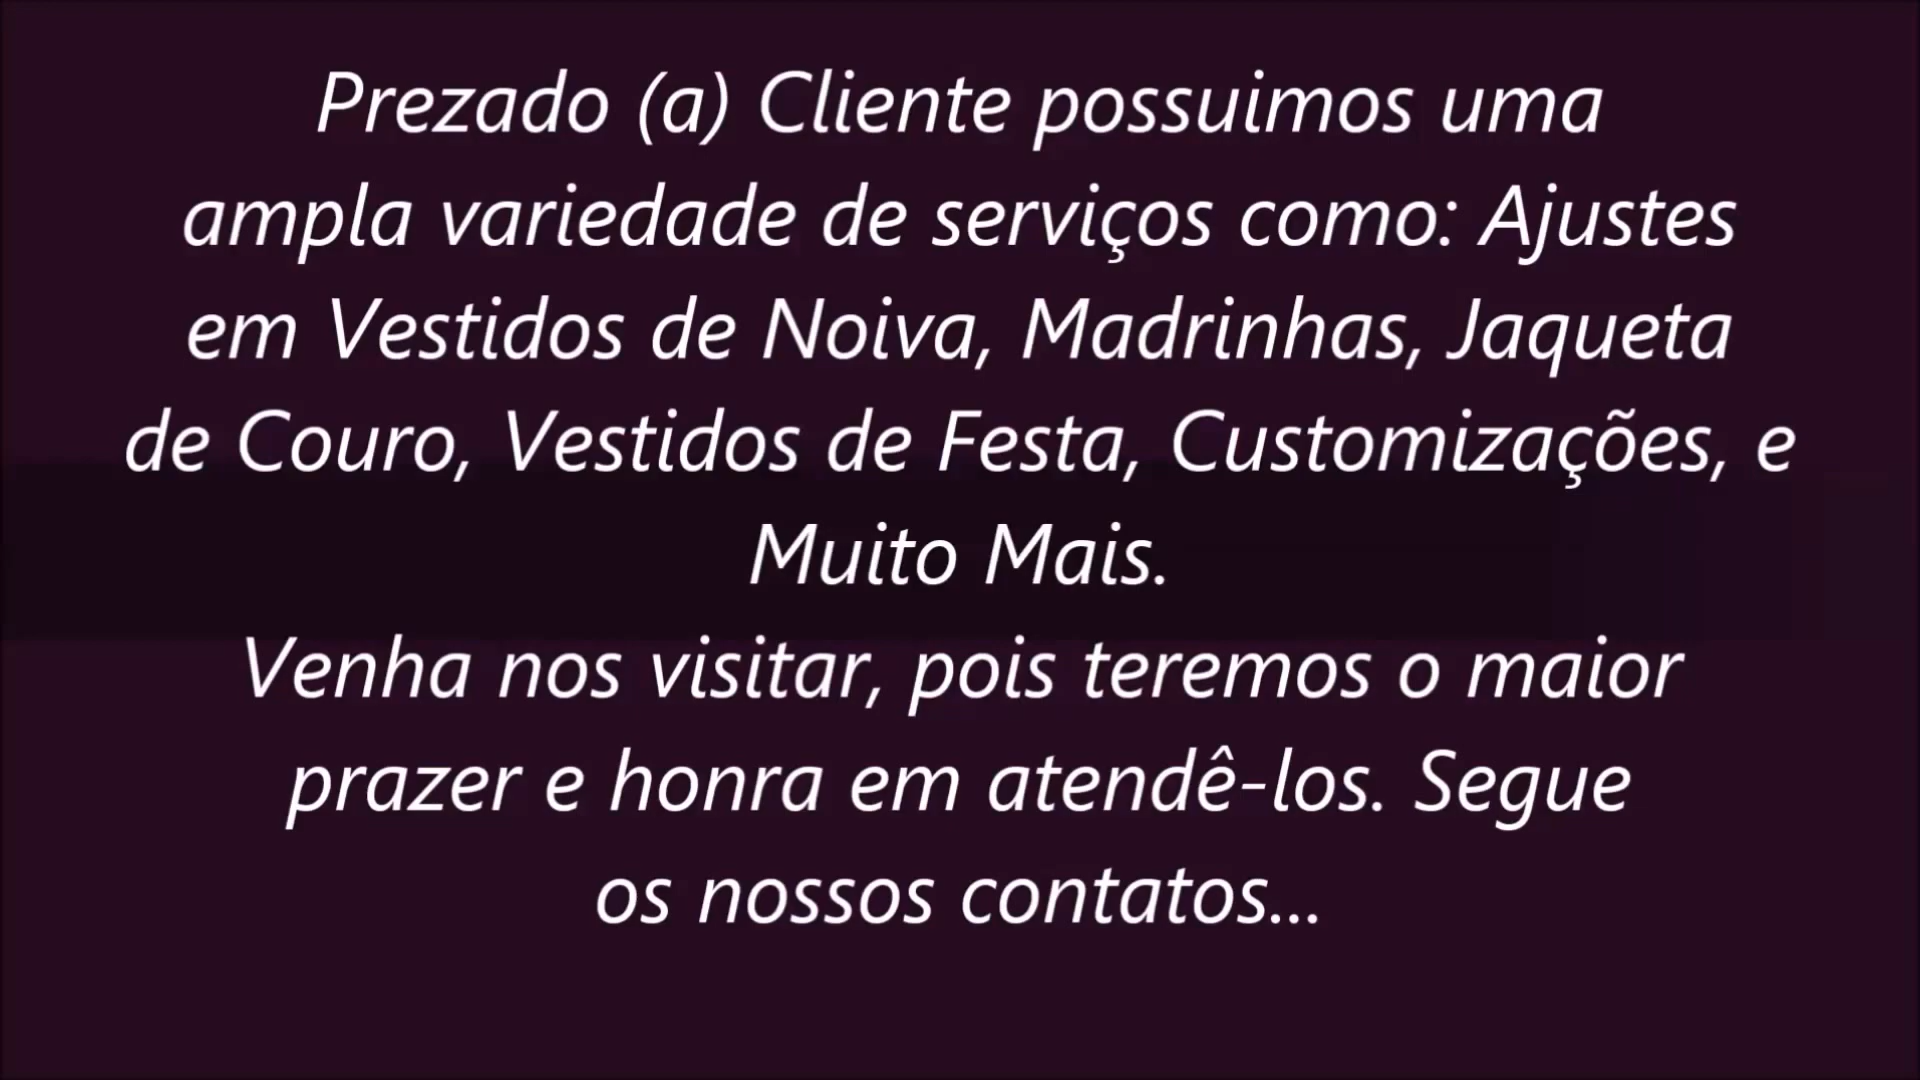 Prezado (a) Cliente possuimos uma
ampla variedade de serviços como: Ajustes
em Vestidos de Noiva, Madrinhas, Jaqueta
de Couro, Vestidos de Festa, Customizações, e
Muito Mais.
Venha nos visitar, pois teremos o maior
prazer e honra em atendê-los. Segue
os nossos contatos...